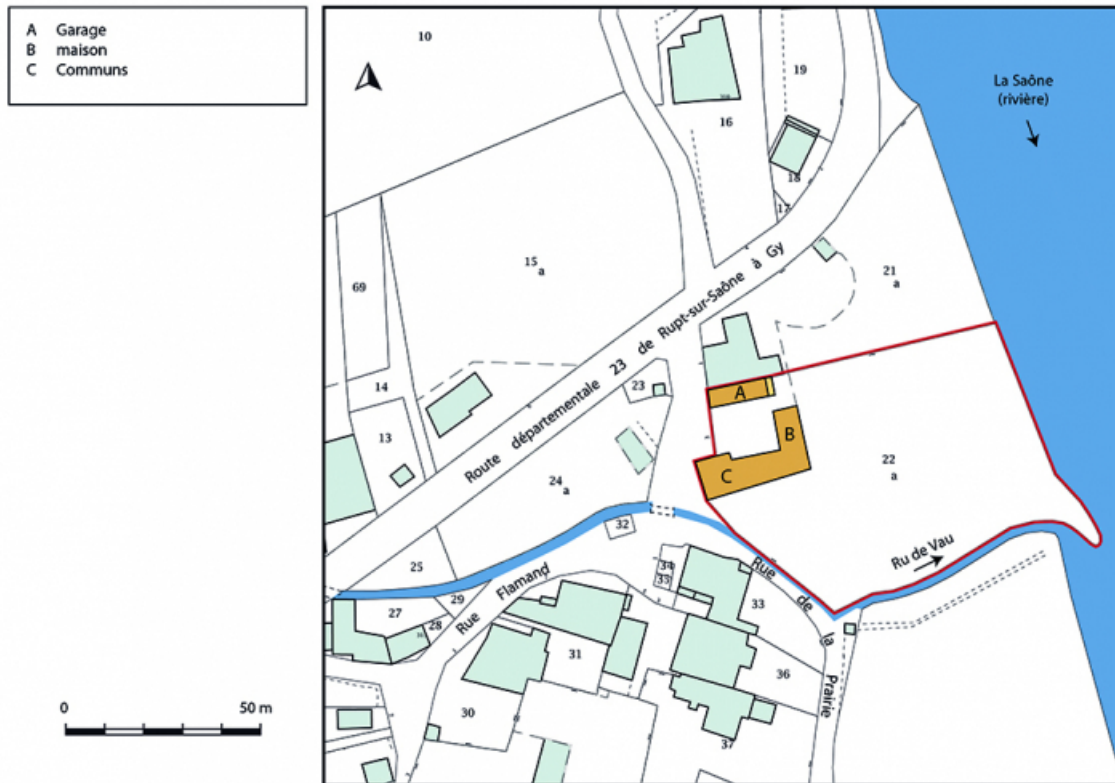 A Garage
B maison
C Communs
0 50 m
10
19
La Saône
(rivière)
16
18
17
15
a
21
a
69
Route départementale 23 de Rupt-sur-Saône à Gy
14
23
A
13
B
C
22
a
24
a
32
Ru de Vau
25
34
35
Rue de la Prairie
33
29
27
28
Rue Flamand
31
36
30
37